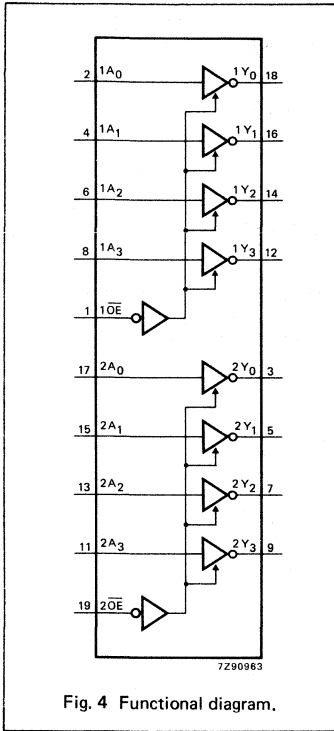 2 1A0 1Y0 18
4 1A1 1Y1 16
6 1A2 1Y2 14
8 1A3 1Y3 12
1 1O̅E̅
17 2A0 2Y0 3
15 2A1 2Y1 5
13 2A2 2Y2 7
11 2A3 2Y3 9
19 2O̅E̅
7Z90963
Fig. 4 Functional diagram.